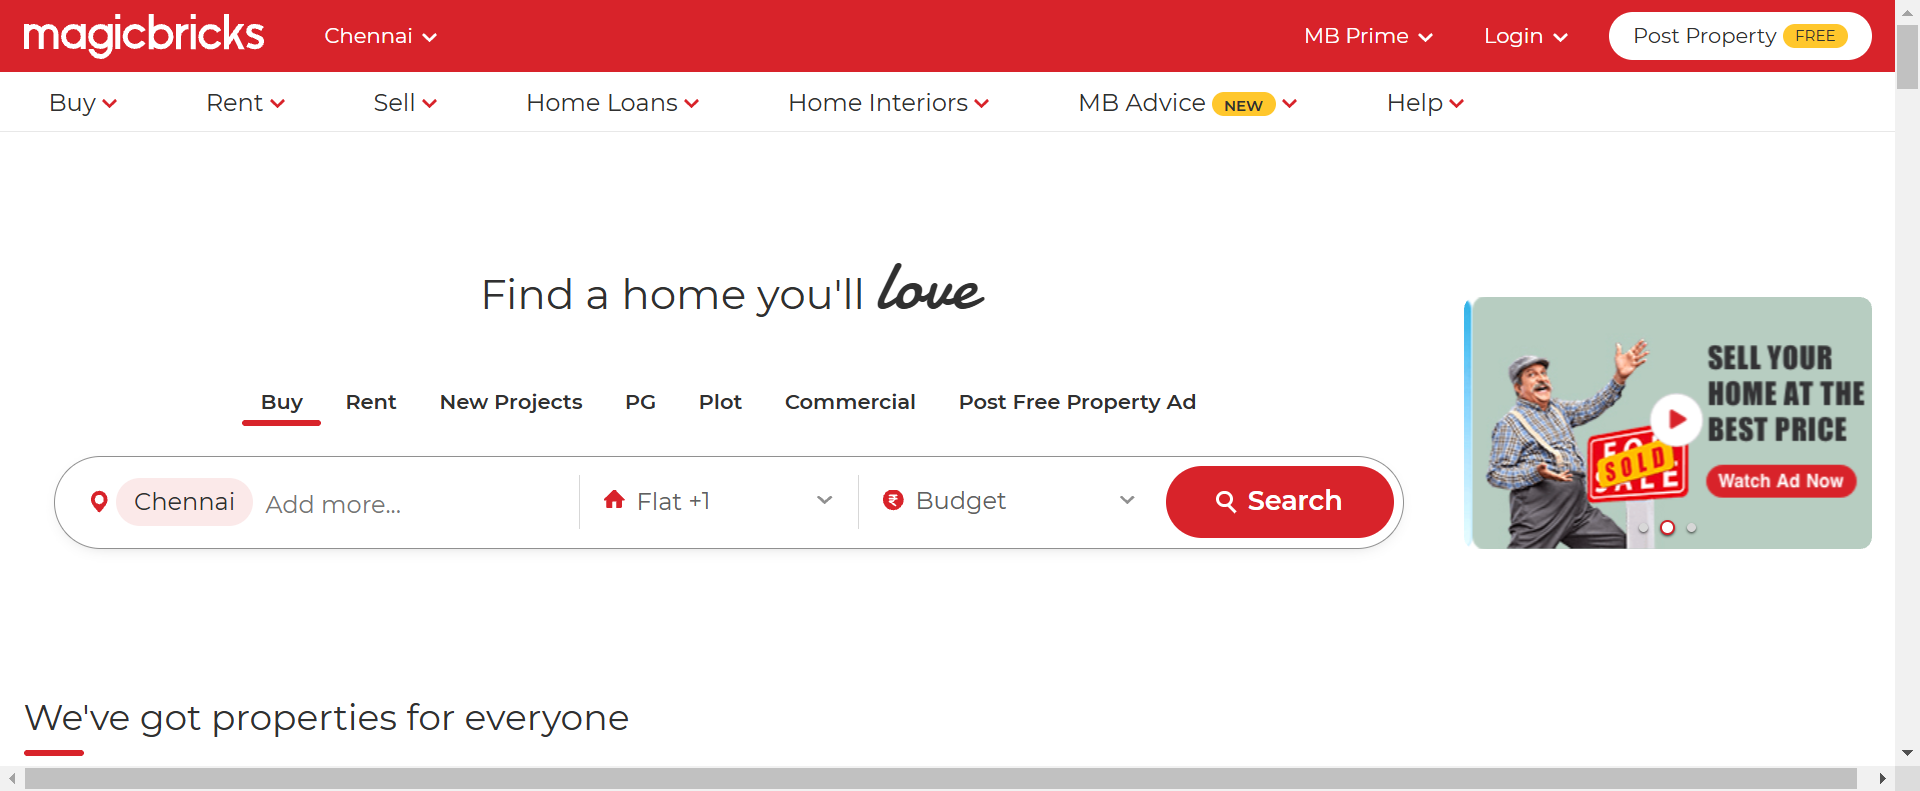 magicbricks Chennai MB Prime Login Post Property FREE
Buy Rent Sell Home Loans Home Interiors MB Advice NEW Help
Find a home you'll love
Buy Rent New Projects PG Plot Commercial Post Free Property Ad
Chennai Add more... Flat +1 Budget Search
SELL YOUR
HOME AT THE
BEST PRICE
FOR
SOLD
SALE
Watch Ad Now
We've got properties for everyone